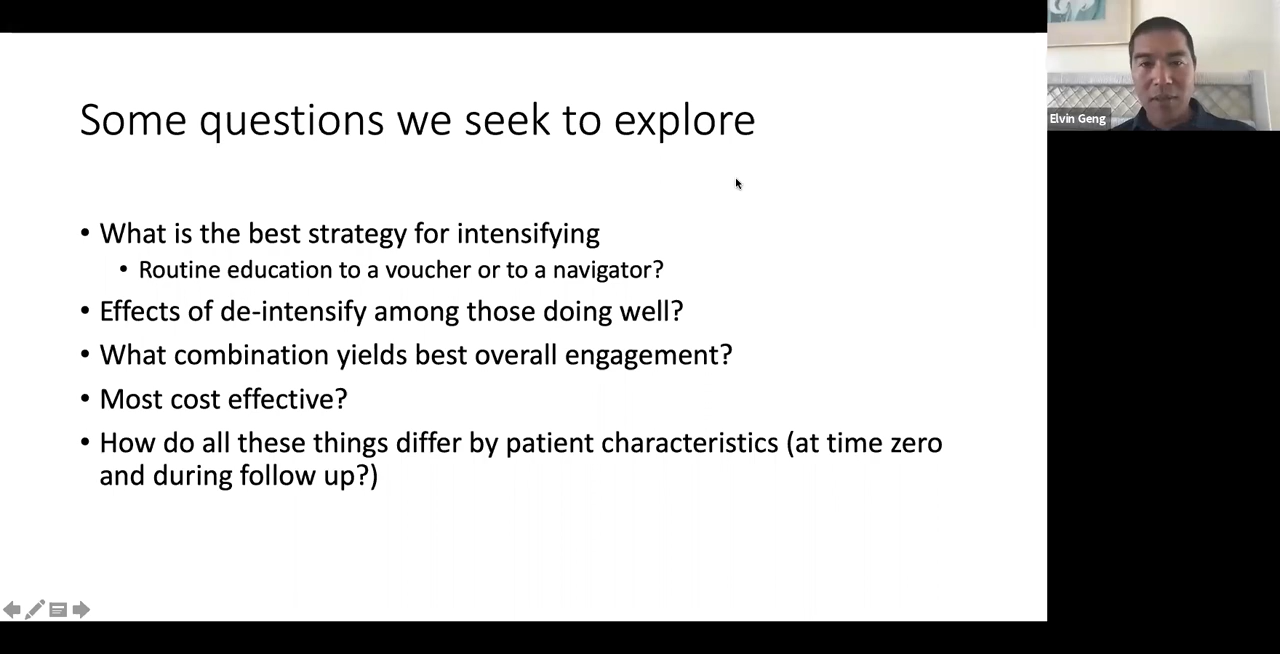 Some questions we seek to explore
• What is the best strategy for intensifying
• Routine education to a voucher or to a navigator?
• Effects of de-intensify among those doing well?
• What combination yields best overall engagement?
• Most cost effective?
• How do all these things differ by patient characteristics (at time zero
and during follow up?)
Elvin Geng